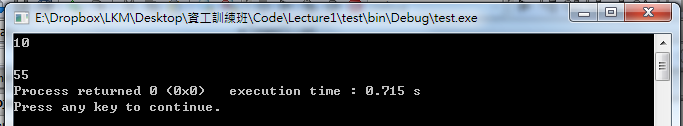 E:\Dropbox\LKM\Desktop\資工訓練班\Code\Lecture1\test\bin\Debug\test.exe
10
55
Process returned 0 (0x0)   execution time : 0.715 s
Press any key to continue.